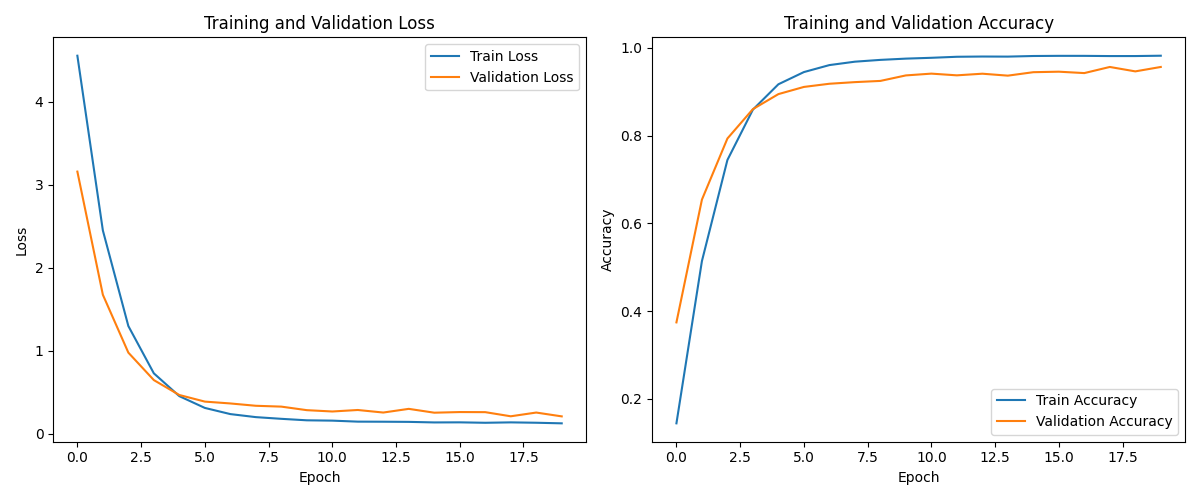 Training and Validation Loss
Train Loss
Validation Loss
Loss
4
3
2
1
0
0.0 2.5 5.0 7.5 10.0 12.5 15.0 17.5
Epoch
Training and Validation Accuracy
Accuracy
1.0
0.8
0.6
0.4
0.2
Train Accuracy
Validation Accuracy
0.0 2.5 5.0 7.5 10.0 12.5 15.0 17.5
Epoch